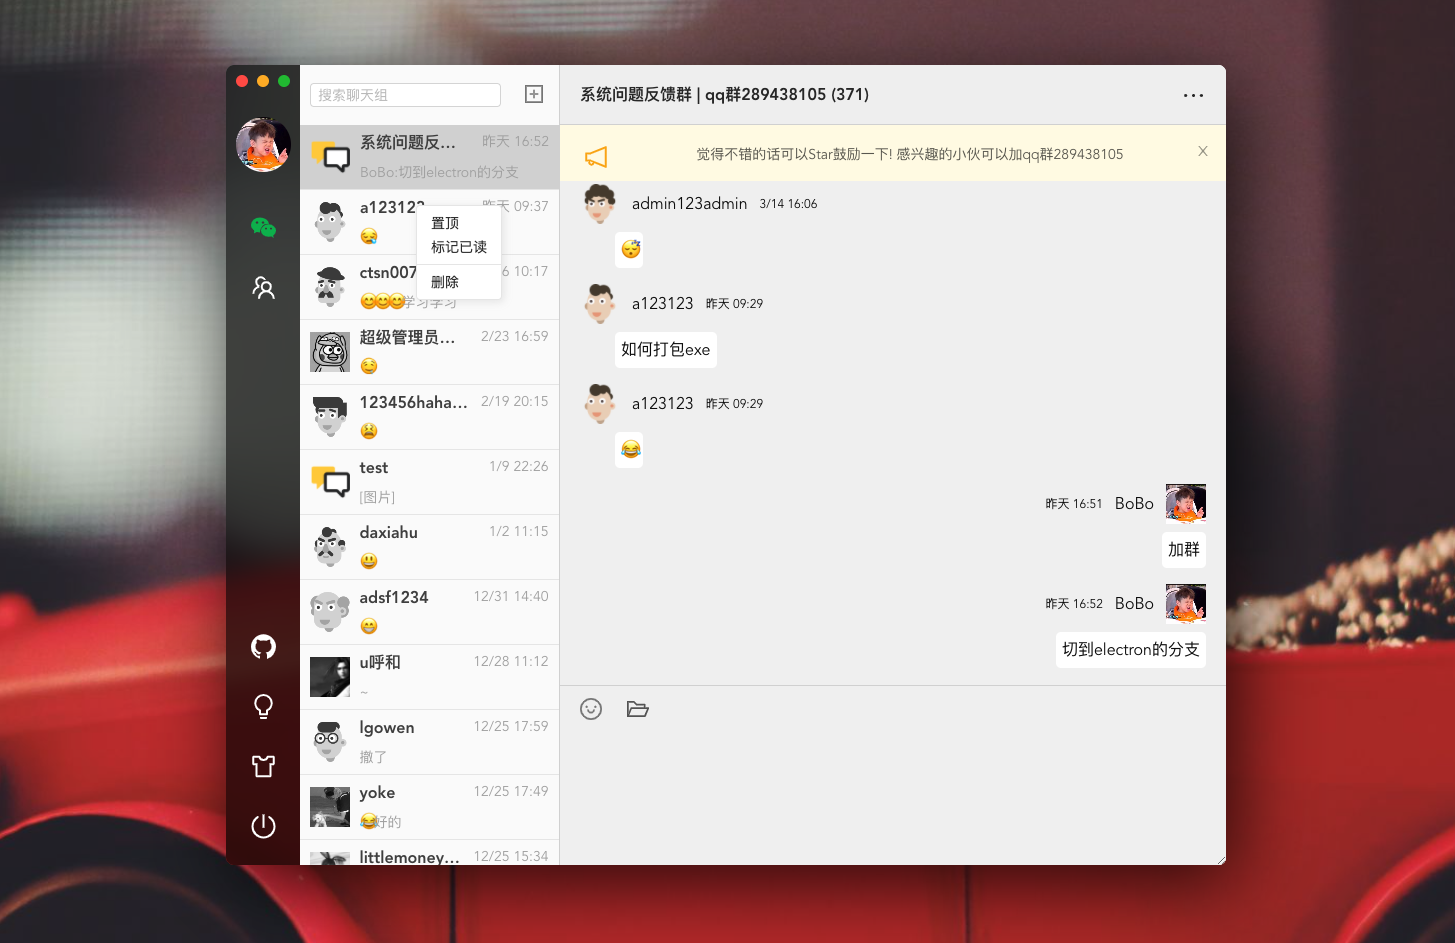 搜索聊天组
系统问题反... 昨天 16:52
BoBo:切到electron的分支
a123123 昨天 09:37
置顶
标记已读
删除
ctsn007 6 10:17
学习学习
超级管理员... 2/23 16:59
123456haha... 2/19 20:15
test 1/9 22:26
[图片]
daxiahu 1/2 11:15
adsf1234 12/31 14:40
u呼和 12/28 11:12
~
lgowen 12/25 17:59
撤了
yoke 12/25 17:49
好的
littlemoney... 12/25 15:34
系统问题反馈群 | qq群289438105 (371)
觉得不错的话可以Star鼓励一下! 感兴趣的小伙可以加qq群289438105 X
admin123admin 3/14 16:06
a123123 昨天 09:29
如何打包exe
a123123 昨天 09:29
昨天 16:51 BoBo
加群
昨天 16:52 BoBo
切到electron的分支